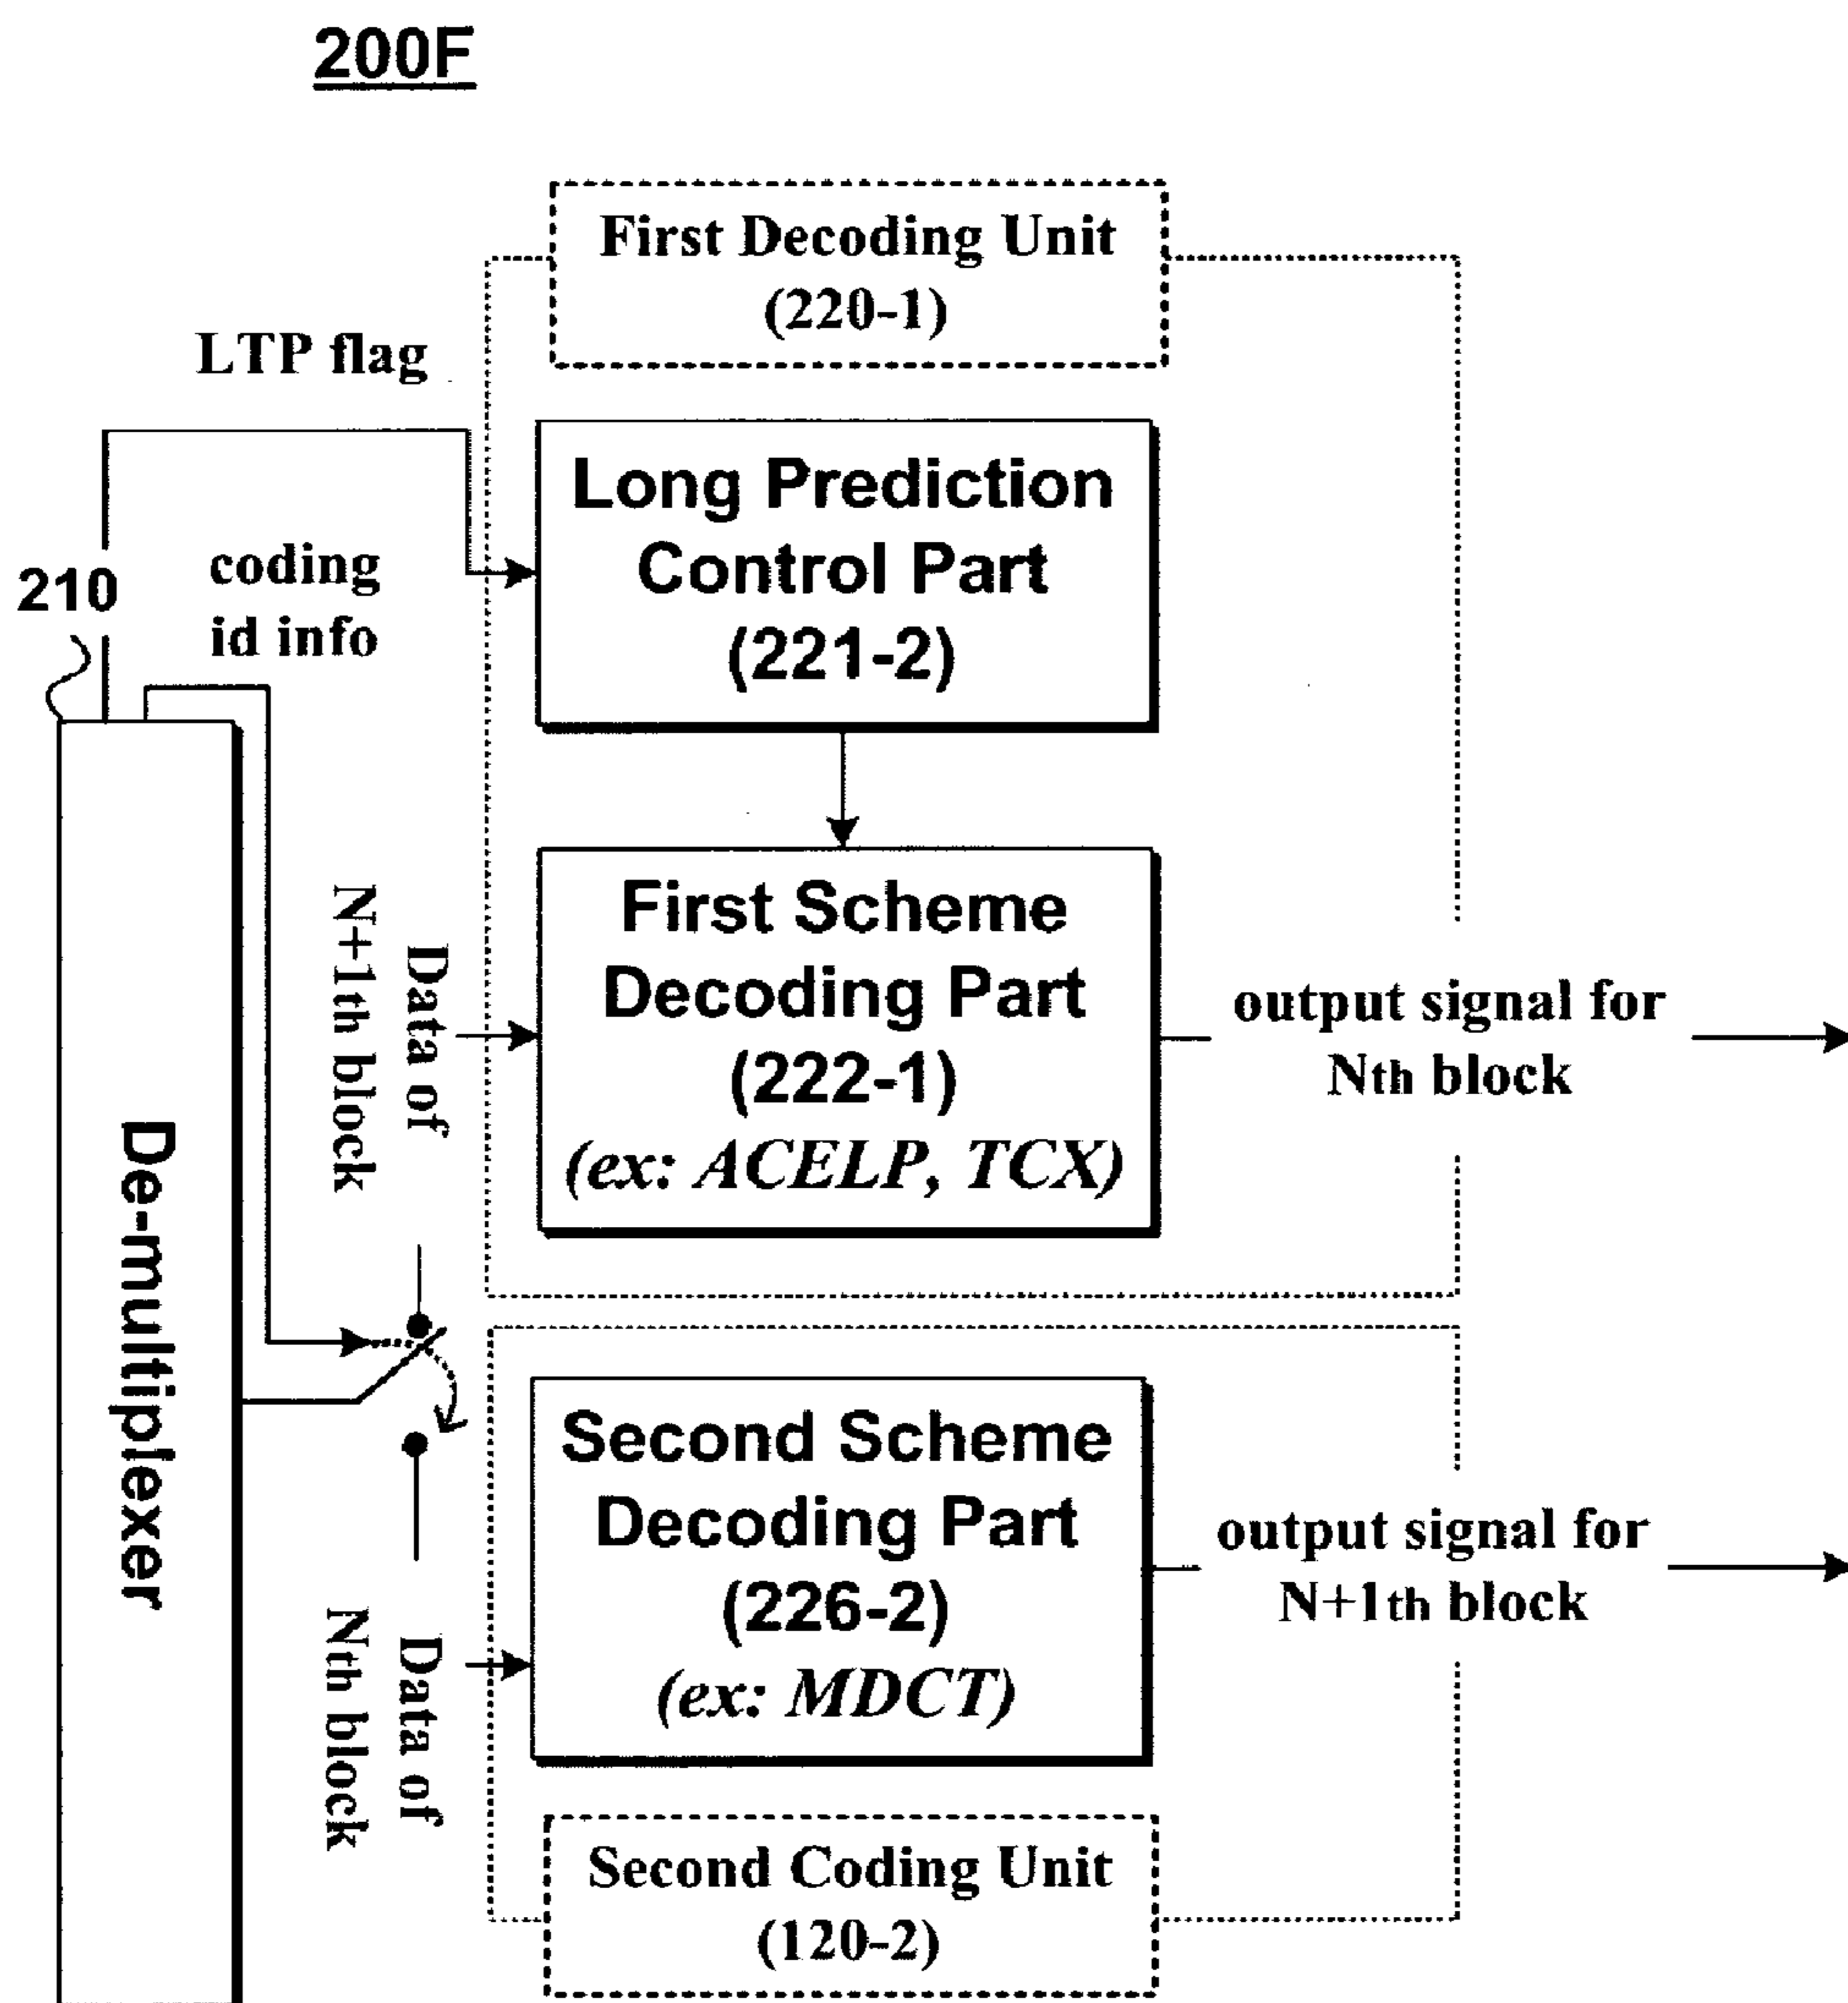 200F
First Decoding Unit
(220-1)
LTP flag
Long Prediction
Control Part
(221-2)
210
coding
id info
First Scheme
Decoding Part
(222-1)
(ex: ACELP, TCX)
Data of
N+1th block
output signal for
Nth block
De-multiplexer
Second Scheme
Decoding Part
(226-2)
(ex: MDCT)
Data of
Nth block
output signal for
N+1th block
Second Coding Unit
(120-2)